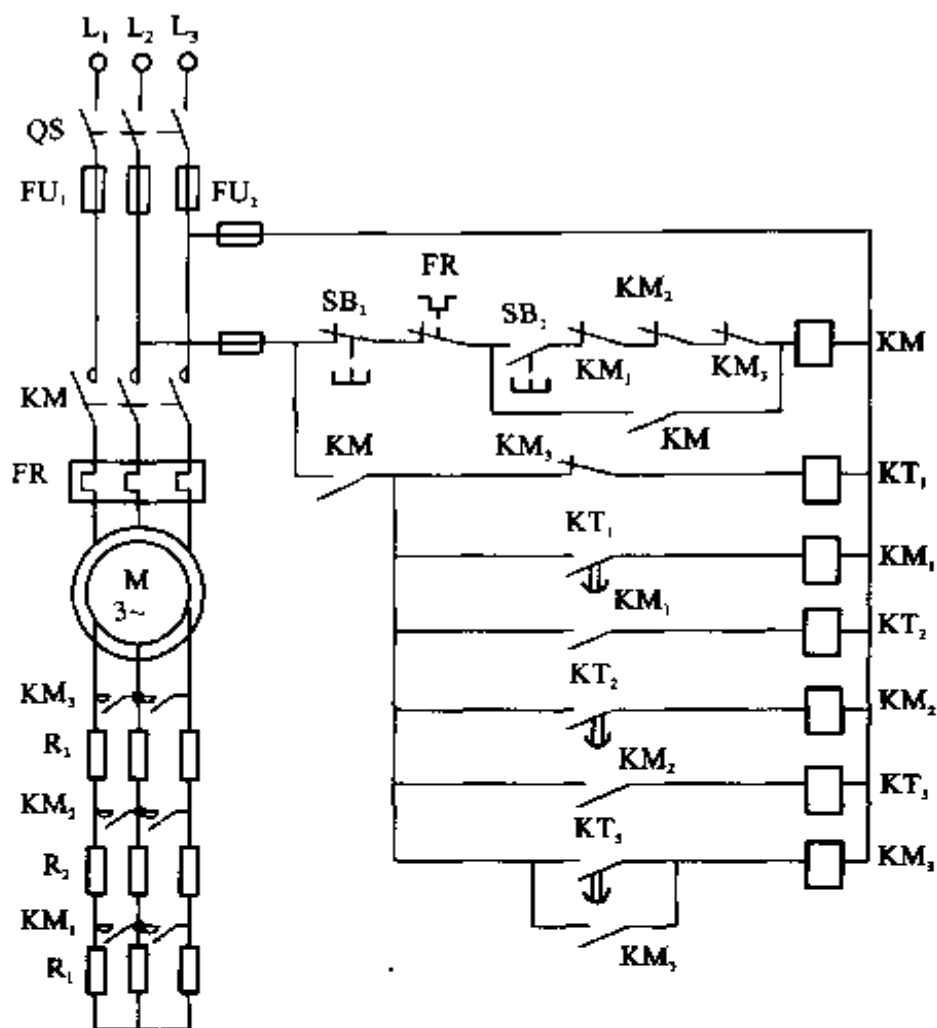 L₁ L₂ L₃
QS
FU₁ FU₂
FR
SB₁ SB₂ KM₂
KM₁ KM₃ KM
KM
KM KM KM₃
FR KT₁
KT₁
KM₁
M
3~
KM₁
KT₂
KM₃ KT₂
KM₂
R₃
KM₂ KM₂
KT₃
KT₃
R₂ KM₃
KM₁
KM₃
R₁